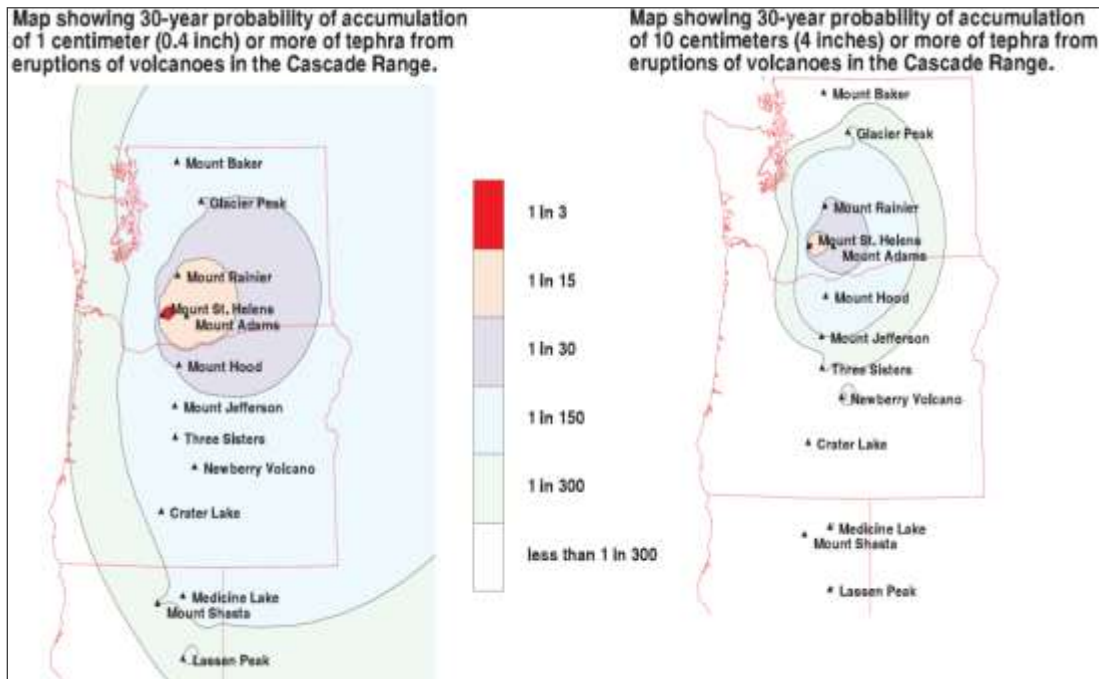 Map showing 30-year probability of accumulation
of 1 centimeter (0.4 inch) or more of tephra from
eruptions of volcanoes in the Cascade Range.
Mount Baker
Glacier Peak
Mount Rainier
Mount St. Helens
Mount Adams
Mount Hood
Mount Jefferson
Three Sisters
Newberry Volcano
Crater Lake
Medicine Lake
Mount Shasta
Lassen Peak
1 in 3
1 in 15
1 in 30
1 in 150
1 in 300
less than 1 in 300
Map showing 30-year probability of accumulation
of 10 centimeters (4 inches) or more of tephra from
eruptions of volcanoes in the Cascade Range.
Mount Baker
Glacier Peak
Mount Rainier
Mount St. Helens
Mount Adams
Mount Hood
Mount Jefferson
Three Sisters
Newberry Volcano
Crater Lake
Medicine Lake
Mount Shasta
Lassen Peak